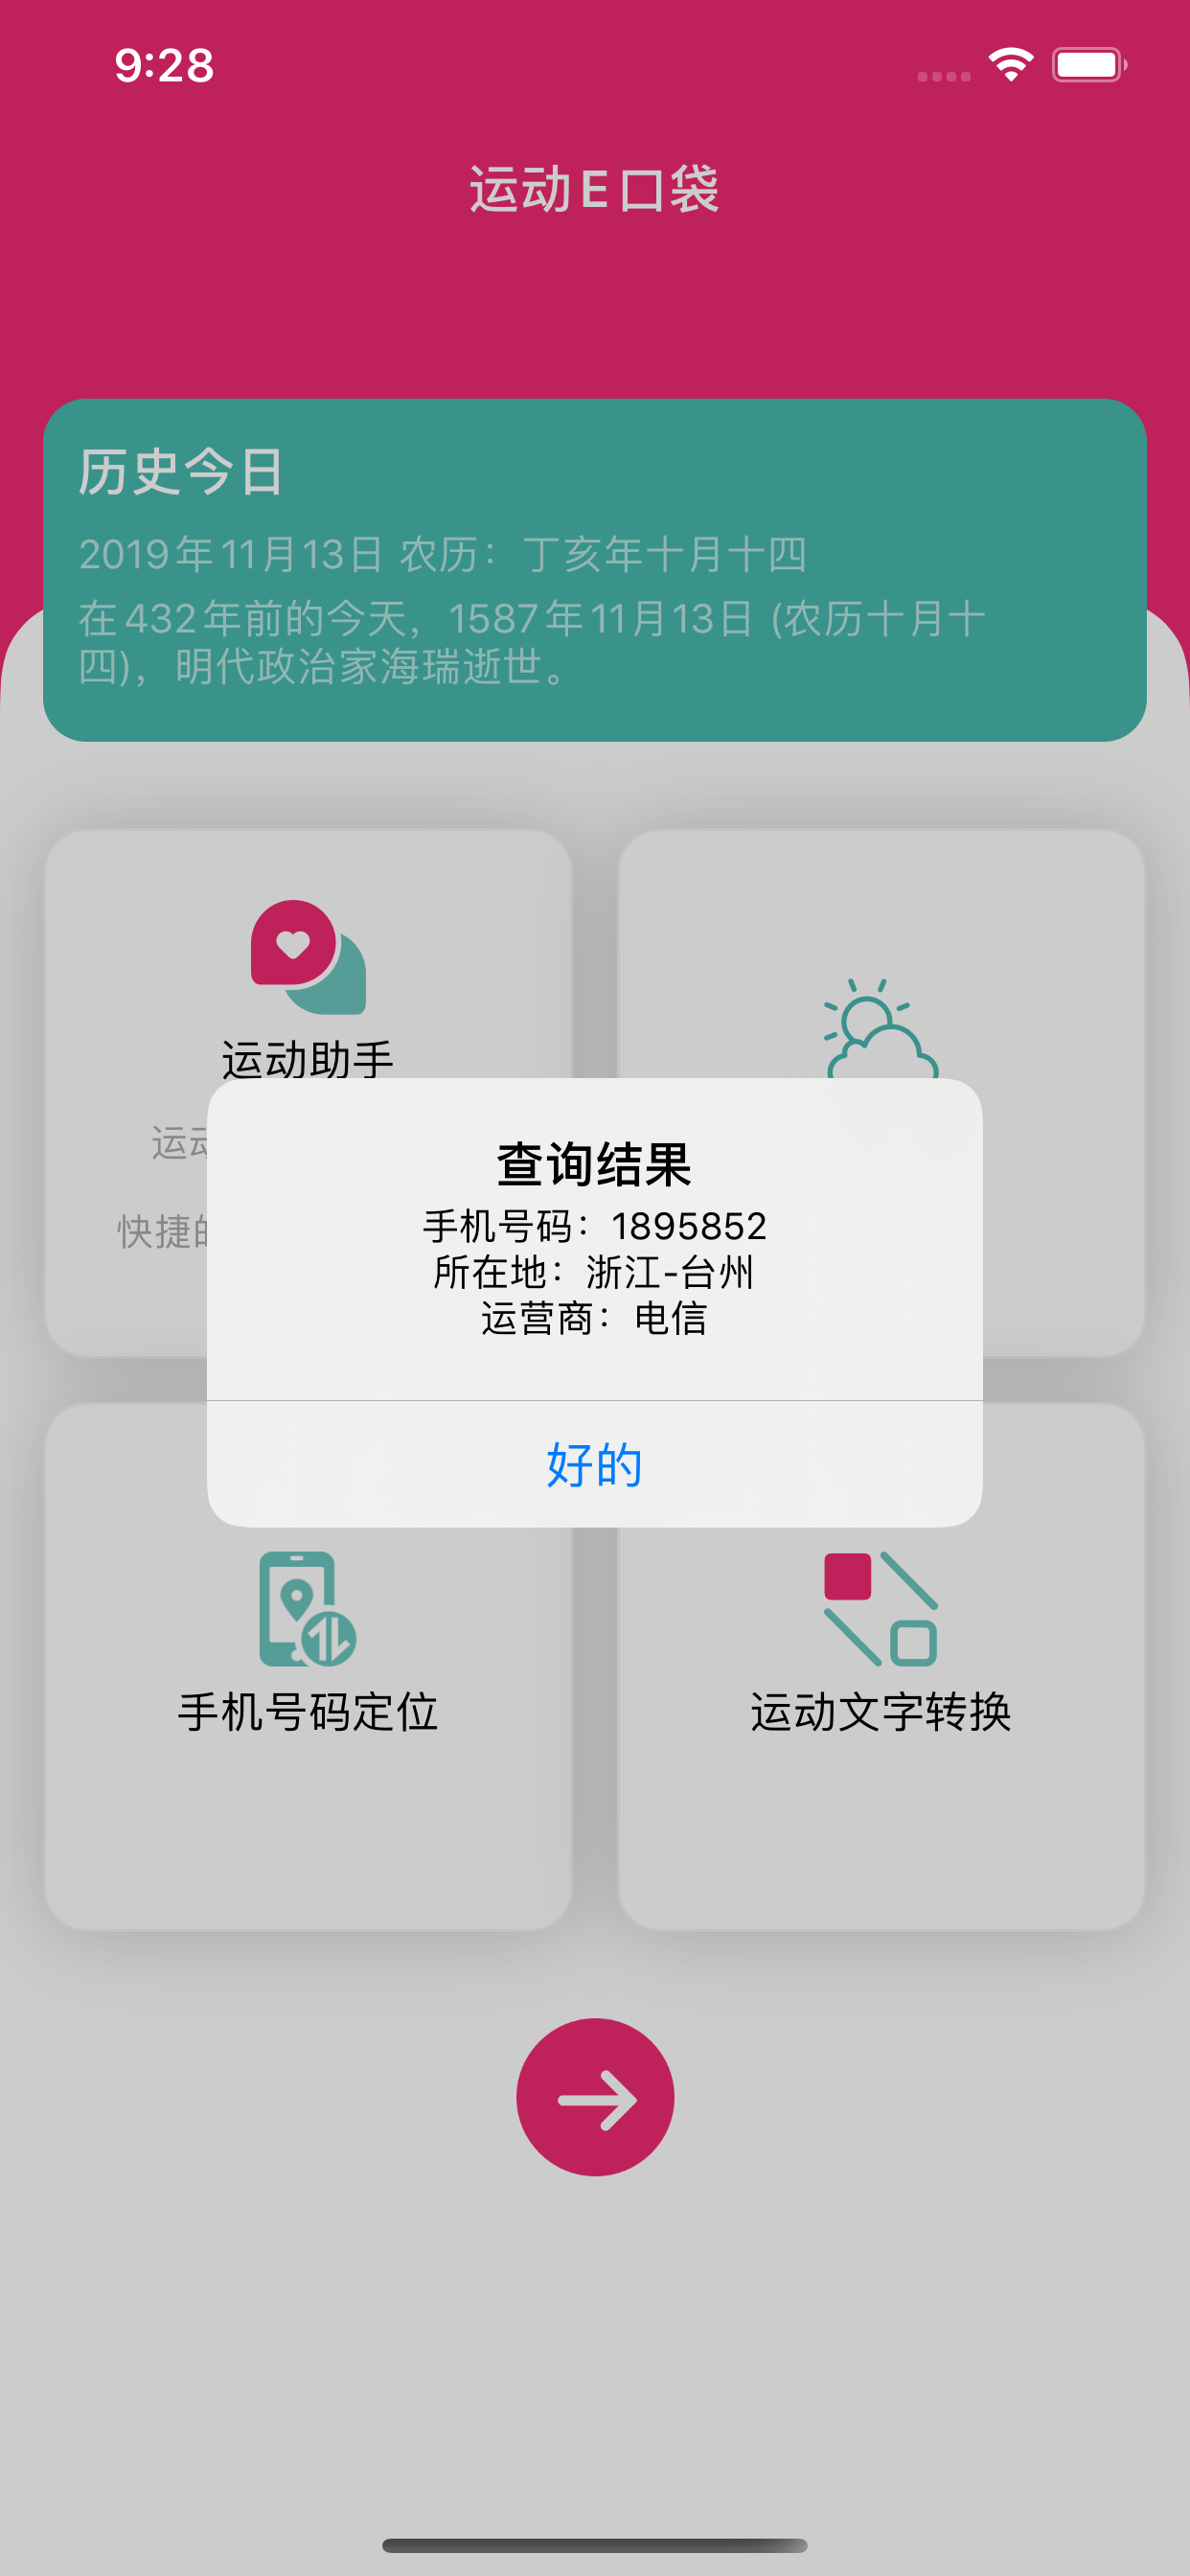 9:28
运动E口袋
历史今日
2019年11月13日 农历：丁亥年十月十四
在432年前的今天，1587年11月13日 (农历十月十
四)，明代政治家海瑞逝世。
运动助手
运动
快捷的
查询结果
手机号码：1895852
所在地：浙江-台州
运营商：电信
好的
手机号码定位
运动文字转换